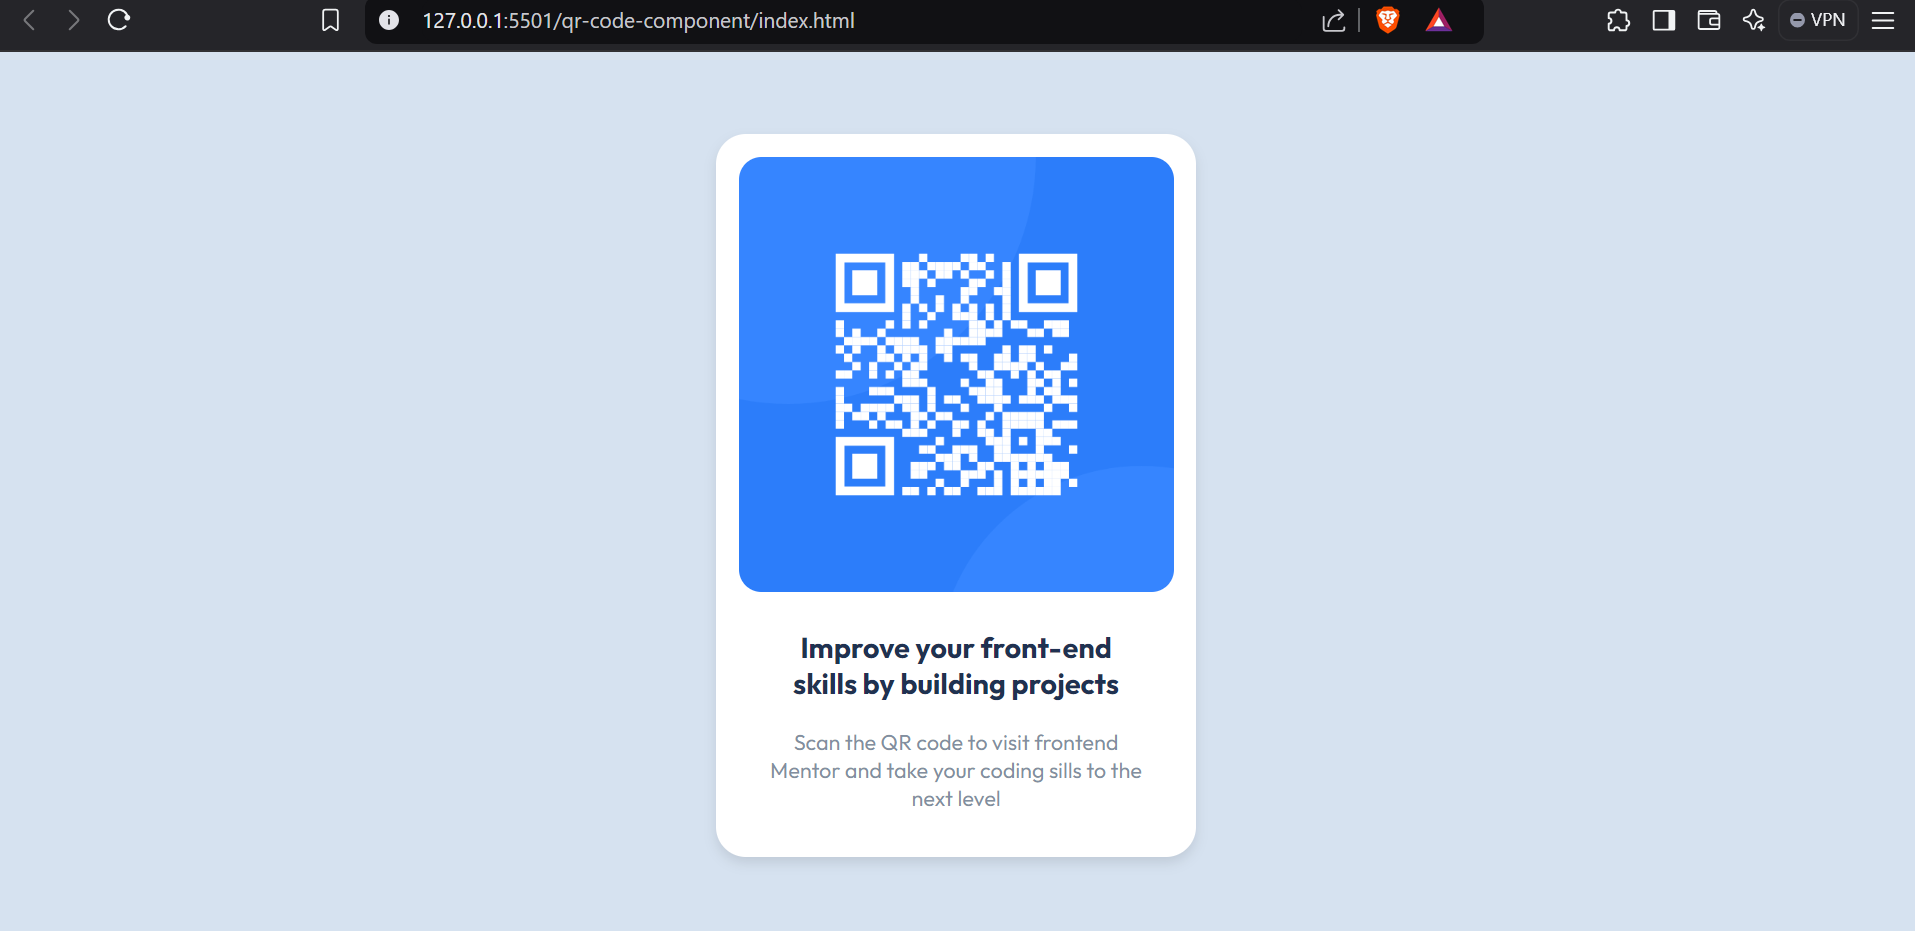 127.0.0.1:5501/qr-code-component/index.html
VPN
Improve your front-end
skills by building projects
Scan the QR code to visit frontend
Mentor and take your coding sills to the
next level